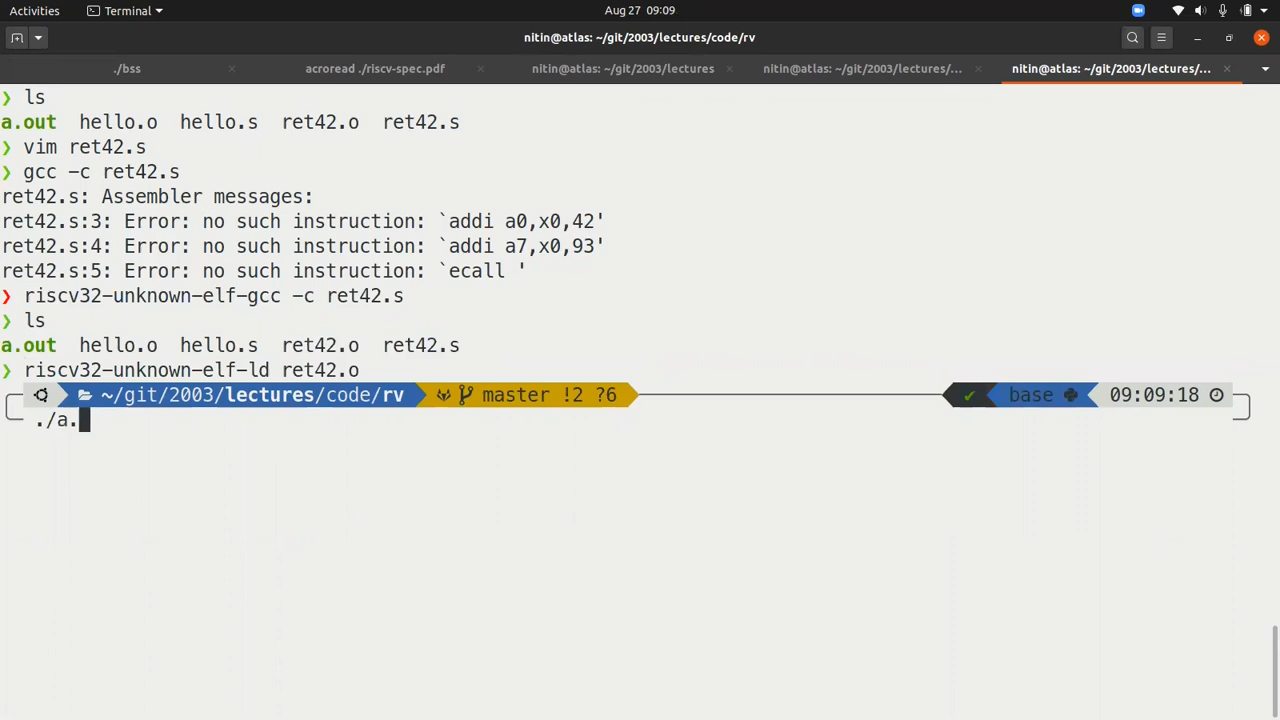 Activities Terminal Aug 27 09:09
nitin@atlas: ~/git/2003/lectures/code/rv
./bss × acroread ./riscv-spec.pdf × nitin@atlas: ~/git/2003/lectures × nitin@atlas: ~/git/2003/lectures/... × nitin@atlas: ~/git/2003/lectures/... ×
❯ ls
a.out hello.o hello.s ret42.o ret42.s
❯ vim ret42.s
❯ gcc -c ret42.s
ret42.s: Assembler messages:
ret42.s:3: Error: no such instruction: `addi a0,x0,42'
ret42.s:4: Error: no such instruction: `addi a7,x0,93'
ret42.s:5: Error: no such instruction: `ecall '
❯ riscv32-unknown-elf-gcc -c ret42.s
❯ ls
a.out hello.o hello.s ret42.o ret42.s
❯ riscv32-unknown-elf-ld ret42.o
~/git/2003/lectures/code/rv master !2 ?6 ✔ base 09:09:18
./a.